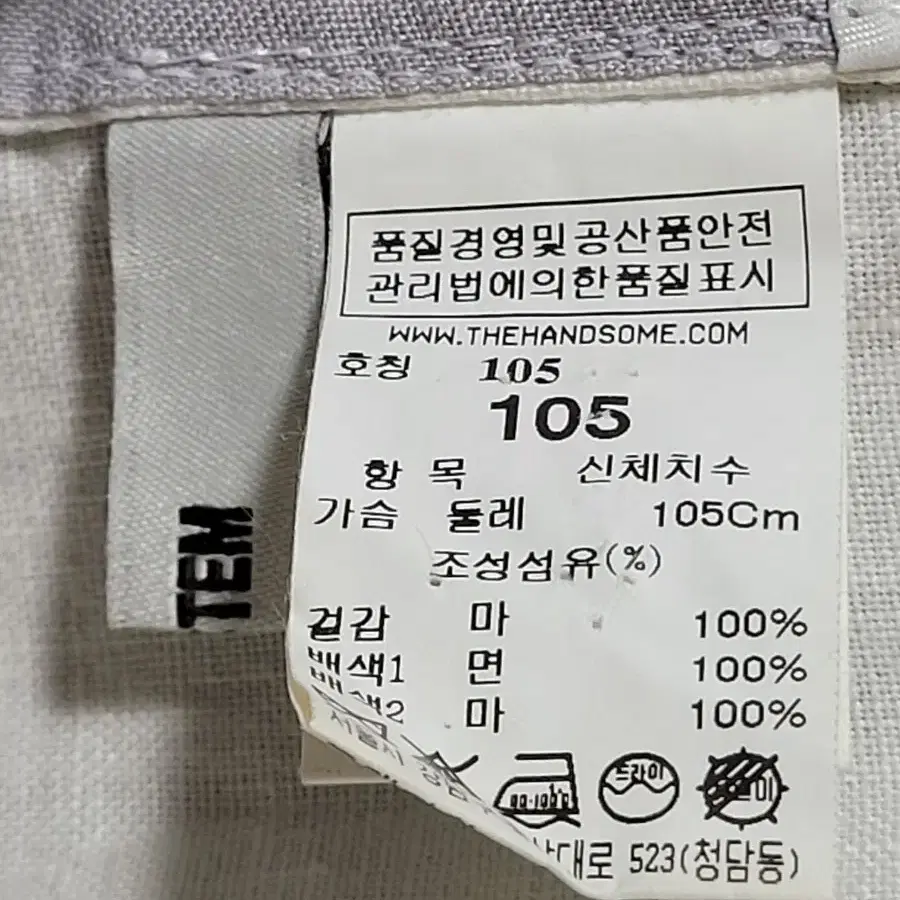 품질경영및공산품안전
관리법에의한품질표시
WWW.THEHANDSOME.COM
호칭 105
105
항 목 신체치수
가슴 둘레 105Cm
조성섬유(%)
겉감 마 100%
배색1 면 100%
배색2 마 100%
드라이
대로 523(청담동)
TEM